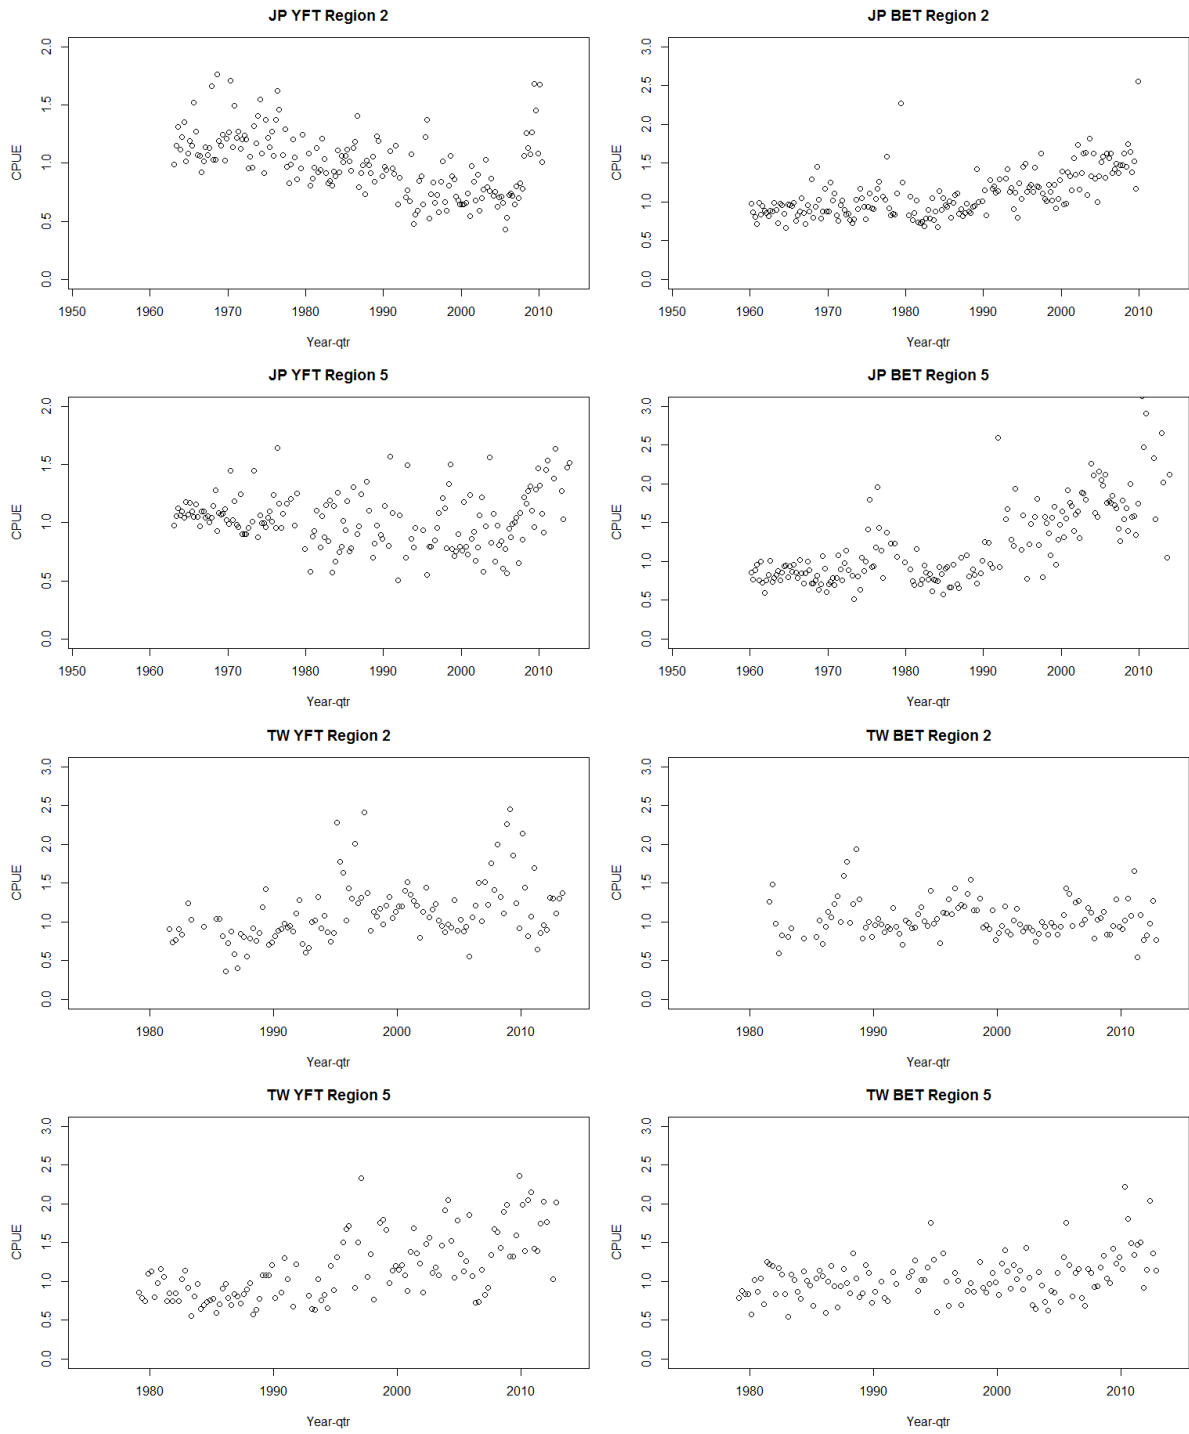 JP YFT Region 2
CPUE
0.0 0.5 1.0 1.5 2.0
1950 1960 1970 1980 1990 2000 2010
Year-qtr
JP BET Region 2
CPUE
0.0 0.5 1.0 1.5 2.0 2.5 3.0
1950 1960 1970 1980 1990 2000 2010
Year-qtr
JP YFT Region 5
CPUE
0.0 0.5 1.0 1.5 2.0
1950 1960 1970 1980 1990 2000 2010
Year-qtr
JP BET Region 5
CPUE
0.0 0.5 1.0 1.5 2.0 2.5 3.0
1950 1960 1970 1980 1990 2000 2010
Year-qtr
TW YFT Region 2
CPUE
0.0 0.5 1.0 1.5 2.0 2.5 3.0
1980 1990 2000 2010
Year-qtr
TW BET Region 2
CPUE
0.0 0.5 1.0 1.5 2.0 2.5 3.0
1980 1990 2000 2010
Year-qtr
TW YFT Region 5
CPUE
0.0 0.5 1.0 1.5 2.0 2.5 3.0
1980 1990 2000 2010
Year-qtr
TW BET Region 5
CPUE
0.0 0.5 1.0 1.5 2.0 2.5 3.0
1980 1990 2000 2010
Year-qtr